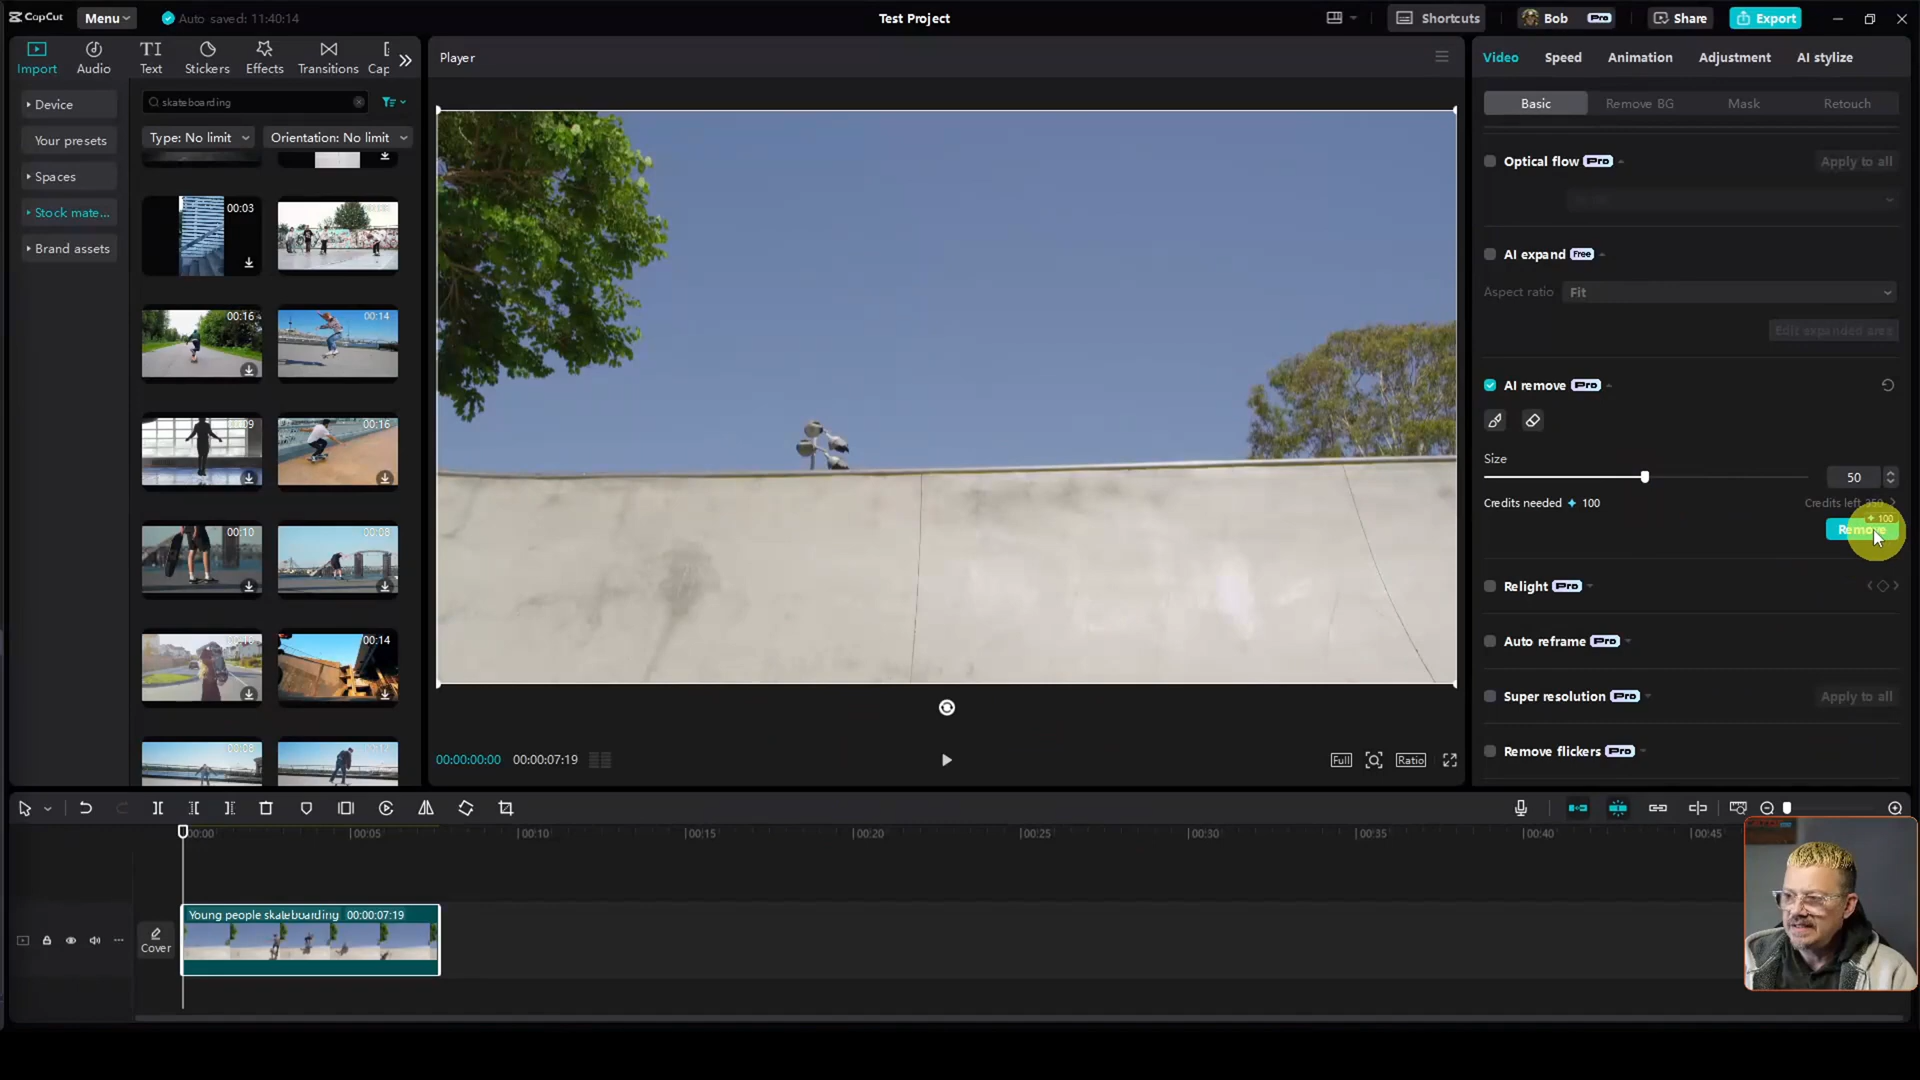 CapCut
Menu
Auto saved: 11:40:14
Test Project
Shortcuts
Bob
Pro
Share
Export
Import
Audio
Text
Stickers
Effects
Transitions
Cap
Device
Your presets
Spaces
Stock mate...
Brand assets
skateboarding
Type: No limit
Orientation: No limit
00:03
00:16
00:14
00:16
00:10
00:08
00:14
Player
00:00:00:00
00:00:07:19
Full
Ratio
Video
Speed
Animation
Adjustment
AI stylize
Basic
Remove BG
Mask
Retouch
Optical flow
Pro
Apply to all
AI expand
Free
Aspect ratio
Fit
Edit expanded area
AI remove
Pro
Size
50
Credits needed
100
Credits left 350
100
Remove
Relight
Pro
Auto reframe
Pro
Super resolution
Pro
Apply to all
Remove flickers
Pro
00:00
00:05
00:10
00:15
00:20
00:25
00:30
00:35
00:40
00:45
Young people skateboarding
00:00:07:19
Cover